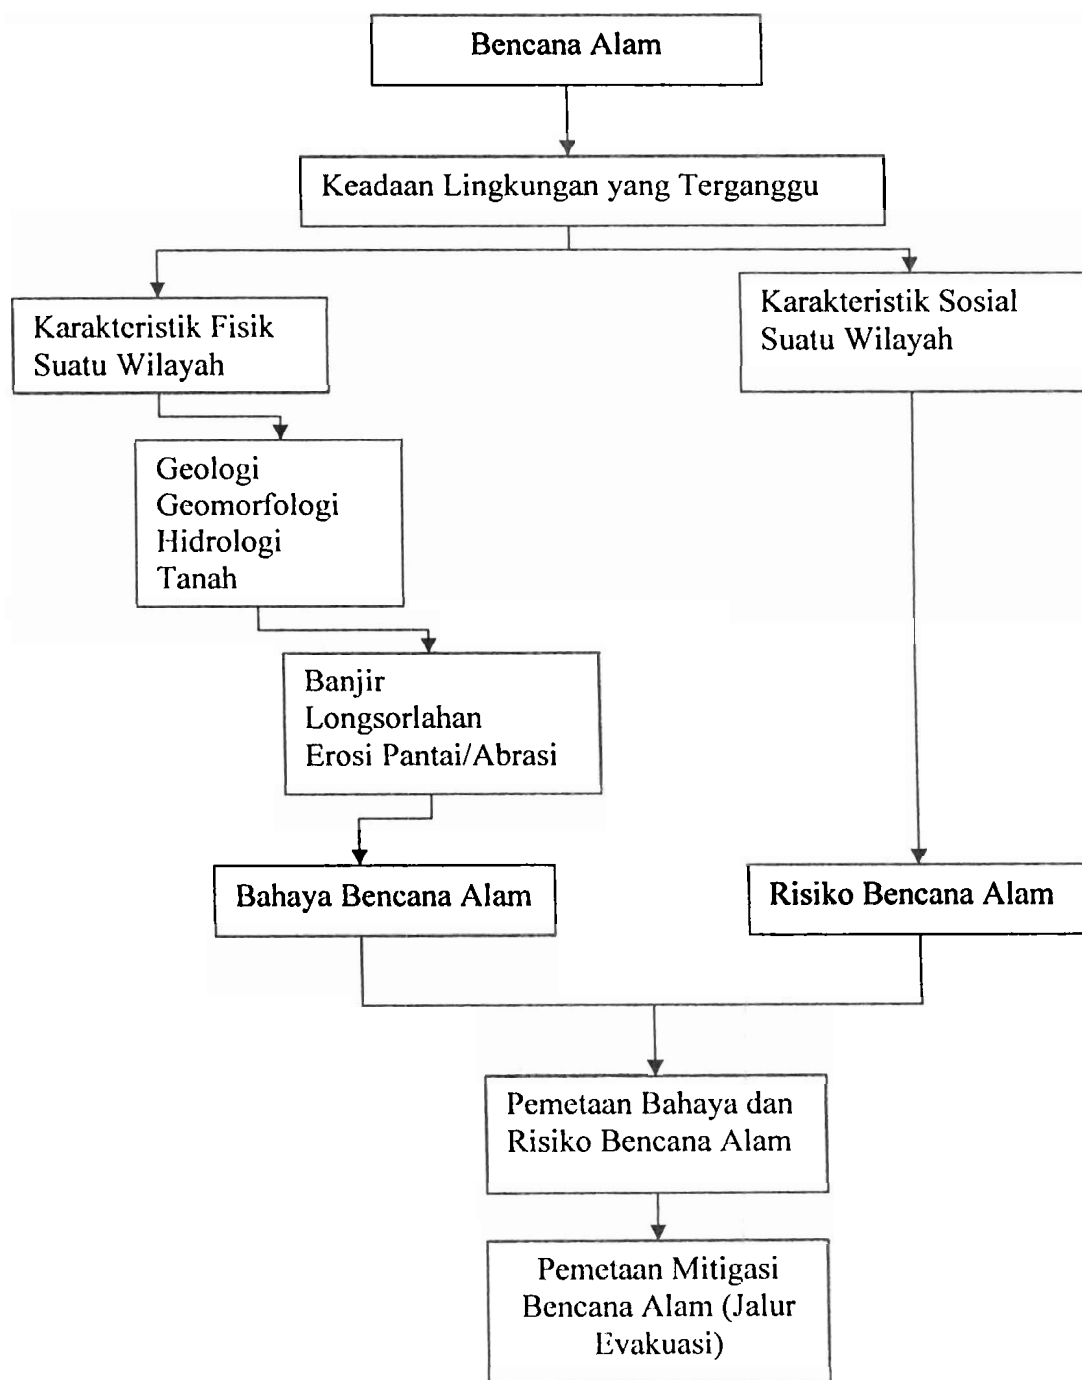 Bencana Alam
Keadaan Lingkungan yang Terganggu
Karakteristik Fisik
Suatu Wilayah
Karakteristik Sosial
Suatu Wilayah
Geologi
Geomorfologi
Hidrologi
Tanah
Banjir
Longsorlahan
Erosi Pantai/Abrasi
Bahaya Bencana Alam
Risiko Bencana Alam
Pemetaan Bahaya dan
Risiko Bencana Alam
Pemetaan Mitigasi
Bencana Alam (Jalur
Evakuasi)